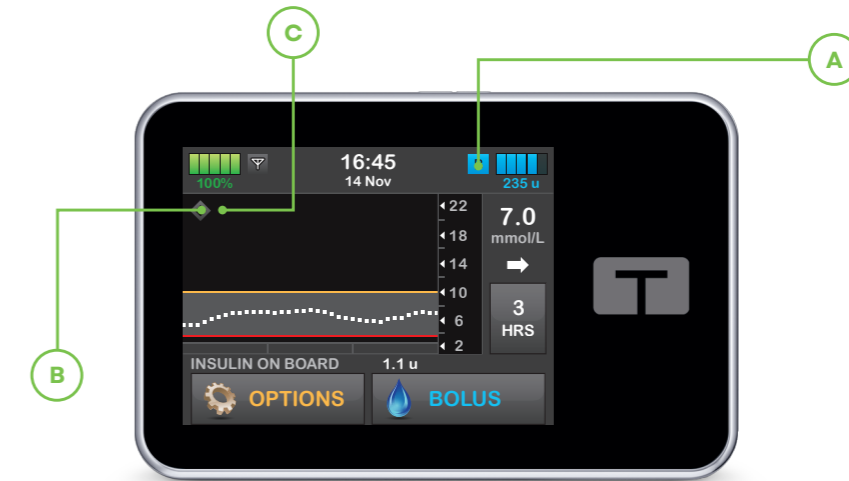 C
A
16:45
100%
14 Nov
235 u
22
7.0
18
mmol/L
14
10
3
6
HRS
2
B
INSULIN ON BOARD 1.1 u
OPTIONS
BOLUS
T